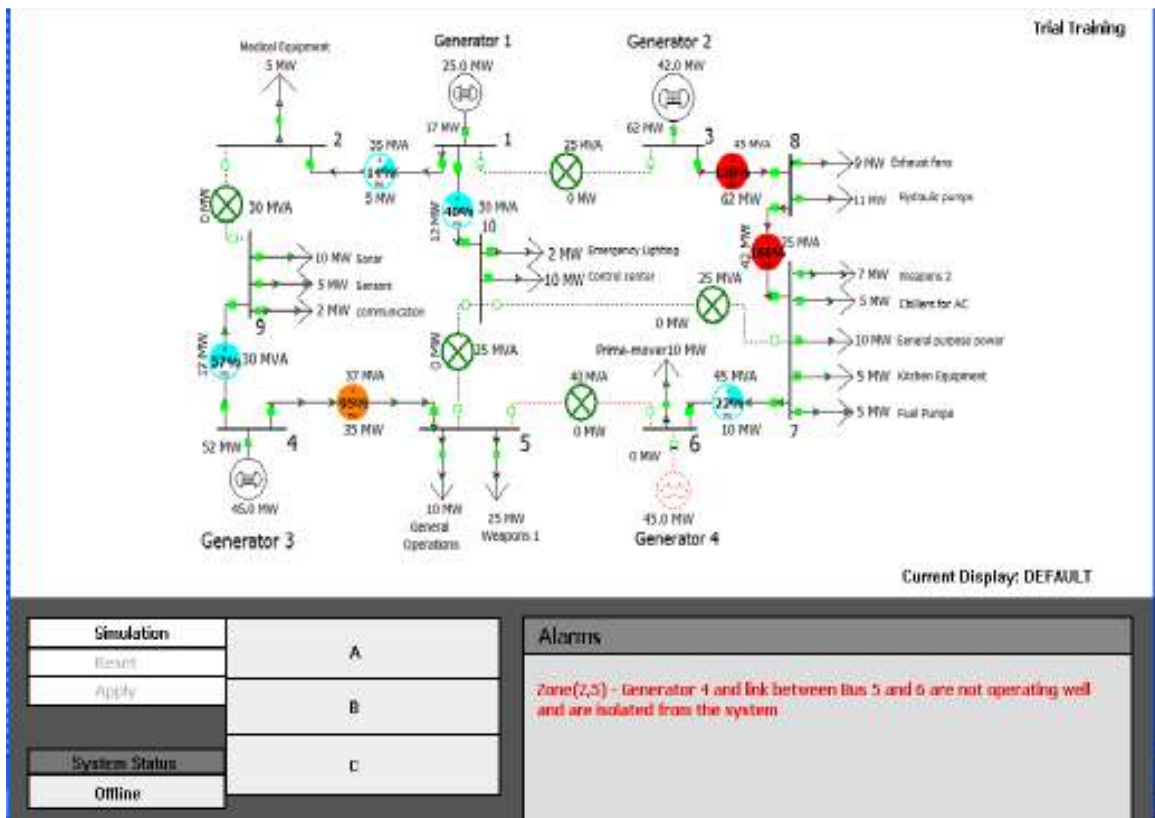 Trial Training
Medical Equipment
5 MW
Generator 1
25.0 MW
Generator 2
42.0 MW
17 MW
62 MW
2
35 MVA
14%
5 MW
1
25 MVA
0 MW
3
45 MVA
62 MW
8
9 MW Exhaust fans
11 MW Hydraulic pumps
0 MW
30 MVA
12 MW
40%
30 MVA
10
2 MW Emergency Lighting
10 MW Control center
42 MW
25 MVA
10 MW Sonar
5 MW Sensors
2 MW communication
9
25 MVA
0 MW
7 MW Weapons 2
5 MW Chillers for AC
10 MW General purpose power
5 MW Kitchen Equipment
5 MW Fuel Pumps
17 MW
57%
30 MVA
0 MW
25 MVA
Prime-mover 10 MW
37 MVA
95%
35 MW
40 MVA
0 MW
45 MVA
22%
10 MW
7
52 MW
4
5
6
0 MW
45.0 MW
Generator 3
10 MW
General
Operations
25 MW
Weapons 1
45.0 MW
Generator 4
Current Display: DEFAULT
Simulation
Reset
Apply
System Status
Offline
A
B
C
Alarms
Zone(2,5) - Generator 4 and link between Bus 5 and 6 are not operating well
and are isolated from the system